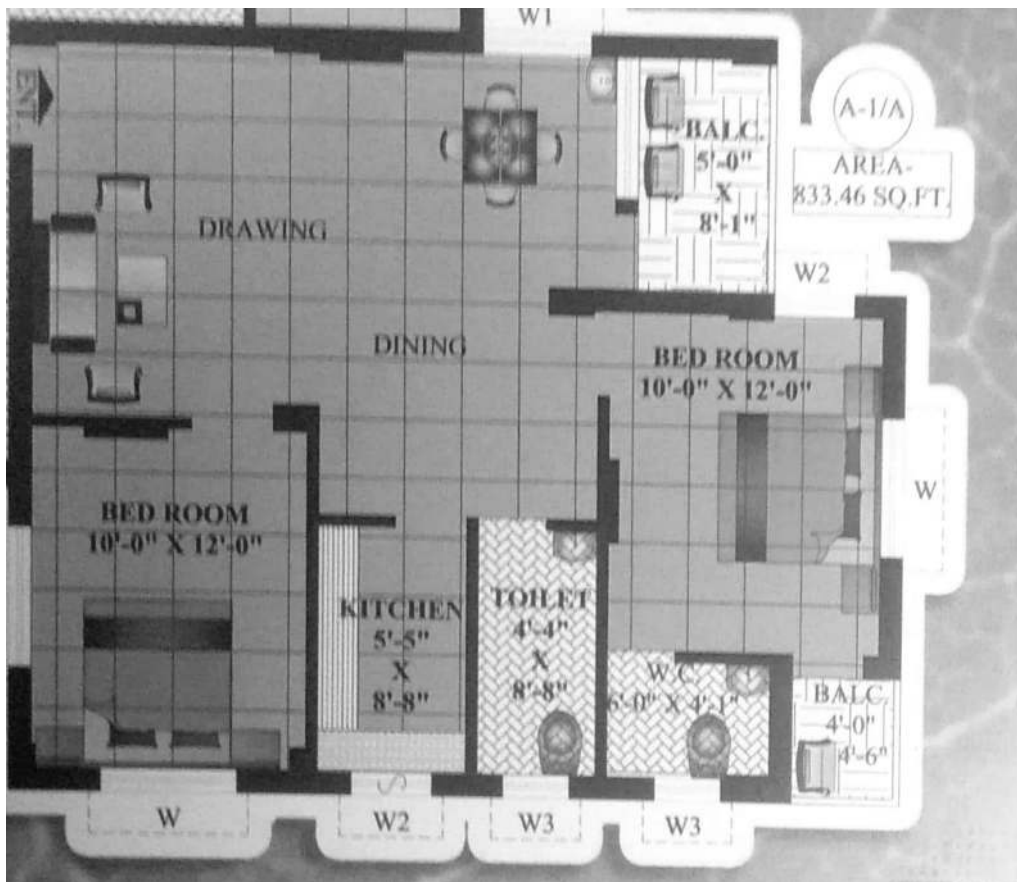 W1
ENT.
A-1/A
AREA-
833.46 SQ.FT.
BALC.
5'-0"
X
8'-1"
DRAWING
W2
DINING
BED ROOM
10'-0" X 12'-0"
W
BED ROOM
10'-0" X 12'-0"
KITCHEN
5'-5"
X
8'-8"
TOILET
4'-4"
X
8'-8"
W.C.
6'-0" X 4'-1"
BALC.
4'-0"
4'-6"
W
W2
W3
W3